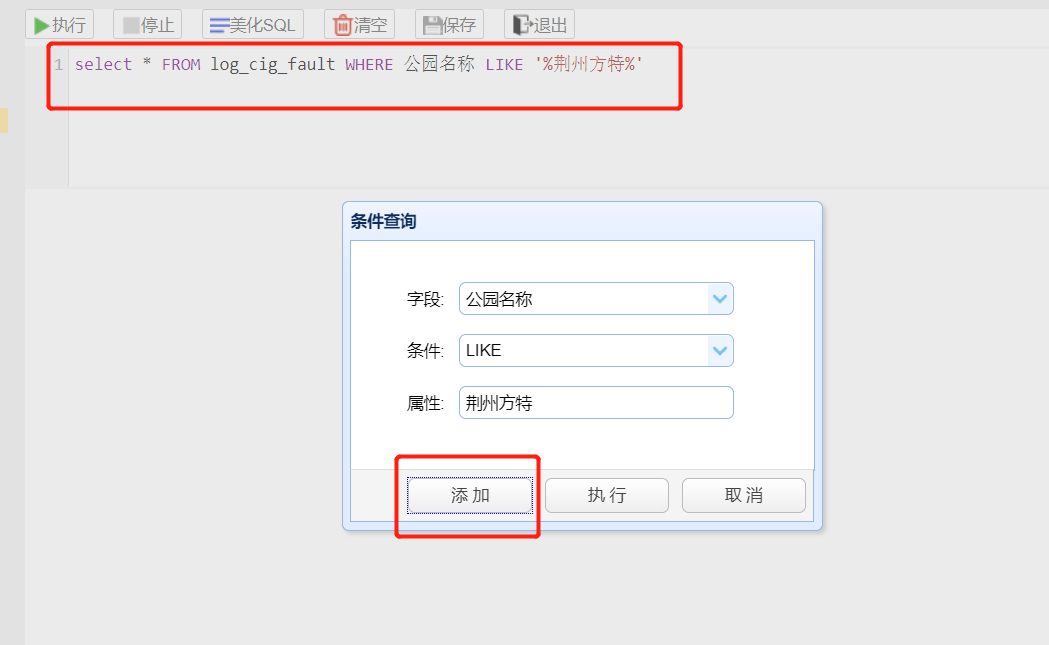 执行 停止 美化SQL 清空 保存 退出
1 select * FROM log_cig_fault WHERE 公园名称 LIKE '%荆州方特%'
条件查询
字段: 公园名称
条件: LIKE
属性: 荆州方特
添 加 执 行 取 消